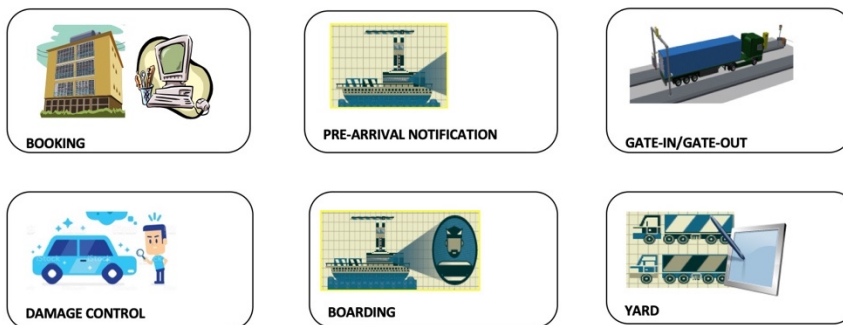 BOOKING
PRE-ARRIVAL NOTIFICATION
GATE-IN/GATE-OUT
DAMAGE CONTROL
BOARDING
YARD